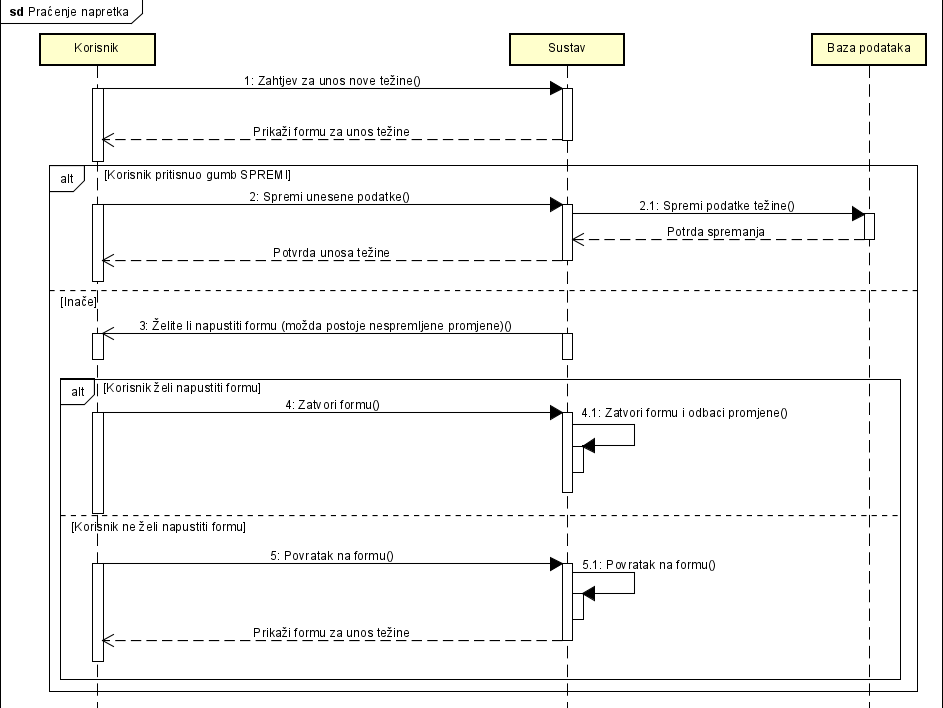 sd Praćenje napretka
Korisnik
Sustav
Baza podataka
1: Zahtjev za unos nove težine()
Prikaži formu za unos težine
alt
[Korisnik pritisnuo gumb SPREMI]
2: Spremi unesene podatke()
2.1: Spremi podatke težine()
Potrda spremanja
Potvrda unosa težine
[Inače]
3: Želite li napustiti formu (možda postoje nespremljene promjene)()
alt
[Korisnik želi napustiti formu]
4: Zatvori formu()
4.1: Zatvori formu i odbaci promjene()
[Korisnik ne želi napustiti formu]
5: Povratak na formu()
5.1: Povratak na formu()
Prikaži formu za unos težine